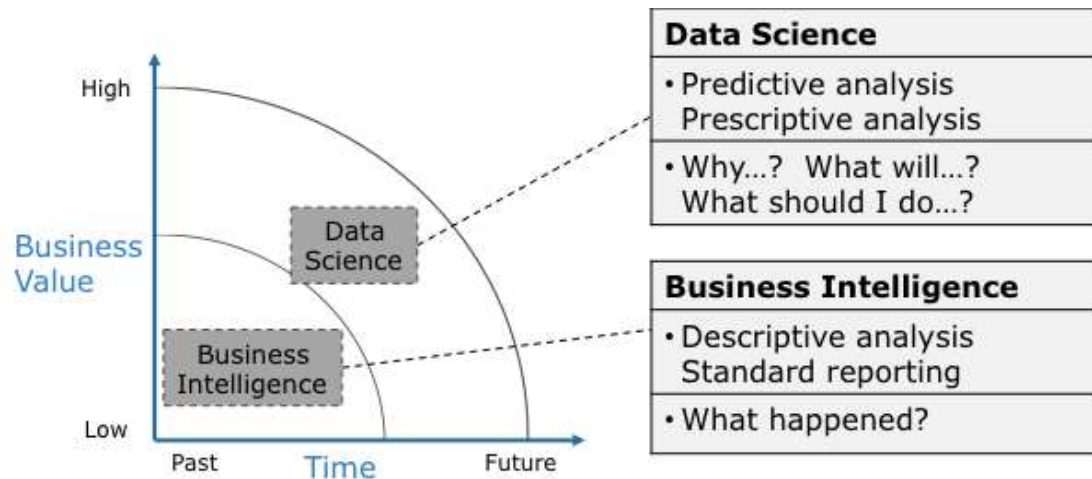 High
Business
Value
Low
Past
Time
Future
Data
Science
Business
Intelligence
Data Science
• Predictive analysis
Prescriptive analysis
• Why...? What will...?
What should I do...?
Business Intelligence
• Descriptive analysis
Standard reporting
• What happened?